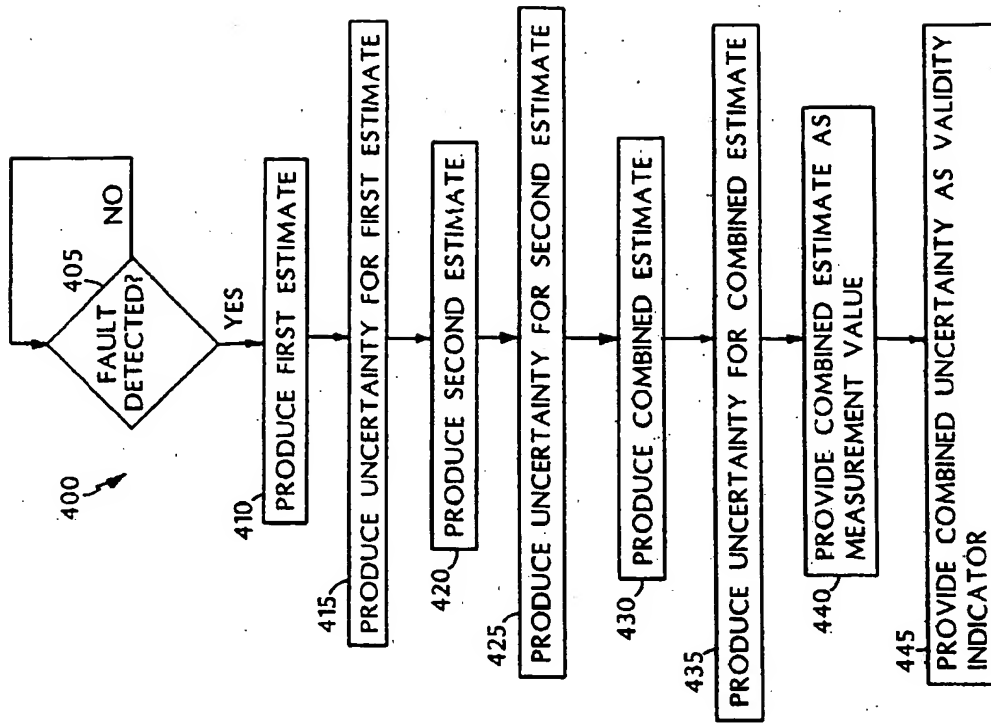 400
FAULT
DETECTED?
405
NO
YES
410
PRODUCE FIRST ESTIMATE
415
PRODUCE UNCERTAINTY FOR FIRST ESTIMATE
420
PRODUCE SECOND ESTIMATE
425
PRODUCE UNCERTAINTY FOR SECOND ESTIMATE
430
PRODUCE COMBINED ESTIMATE
435
PRODUCE UNCERTAINTY FOR COMBINED ESTIMATE
440
PROVIDE COMBINED ESTIMATE AS
MEASUREMENT VALUE
445
PROVIDE COMBINED UNCERTAINTY AS VALIDITY
INDICATOR